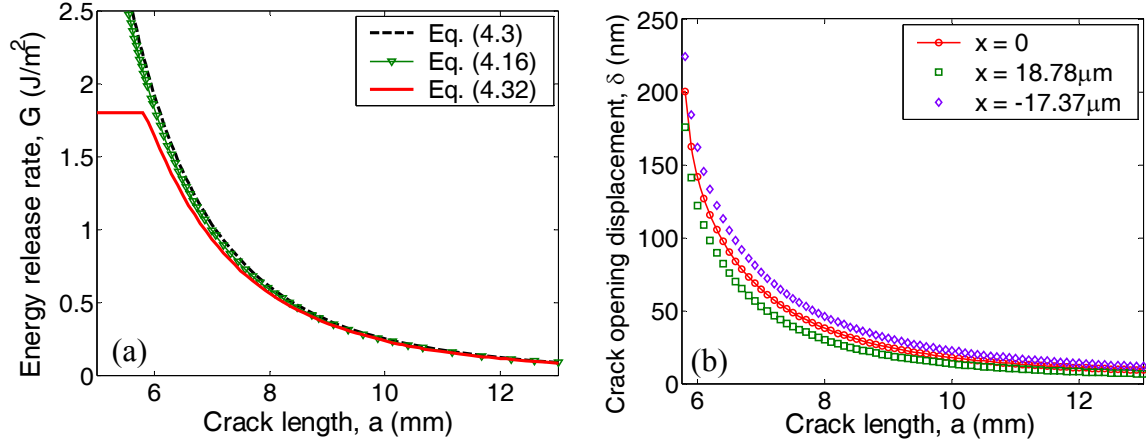 Energy release rate, G (J/m²)
2.5
2
1.5
1
0.5
0
Eq. (4.3)
Eq. (4.16)
Eq. (4.32)
(a)
6
8
10
12
Crack length, a (mm)
Crack opening displacement, δ (nm)
250
200
150
100
50
0
x = 0
x = 18.78μm
x = -17.37μm
(b)
6
8
10
12
Crack length, a (mm)